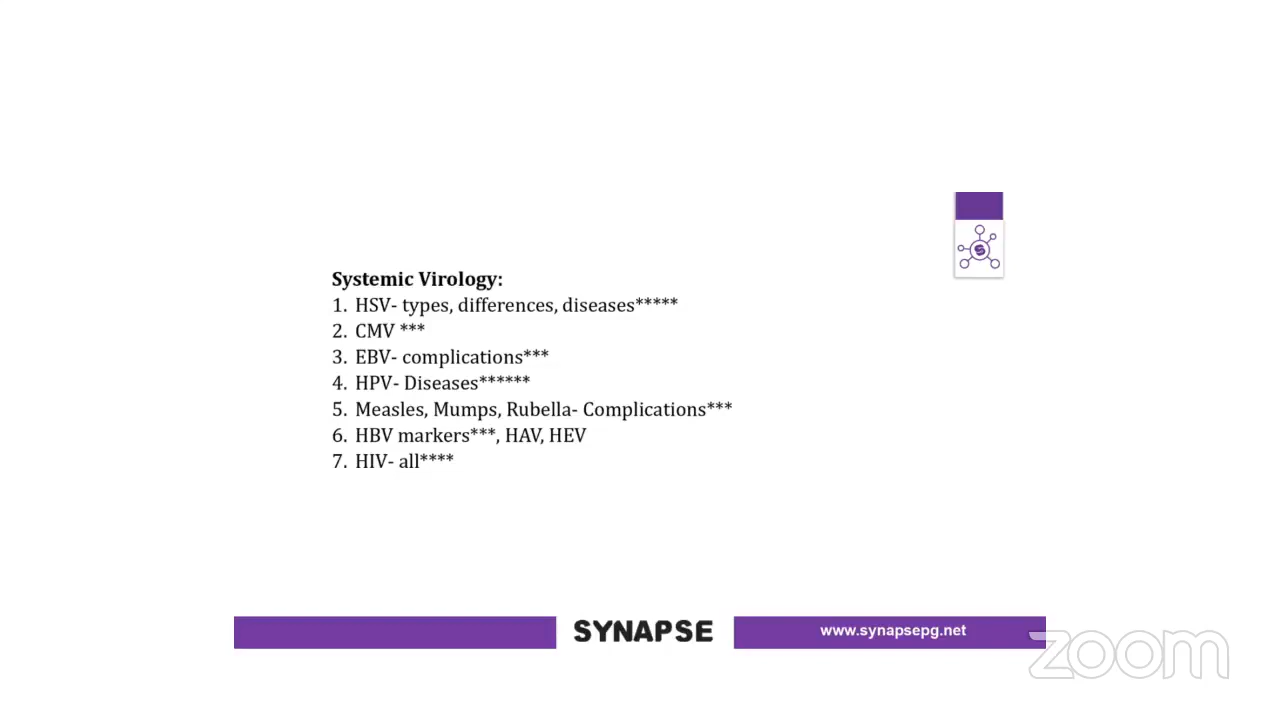 Systemic Virology:
1. HSV- types, differences, diseases*****
2. CMV ***
3. EBV- complications***
4. HPV- Diseases******
5. Measles, Mumps, Rubella- Complications***
6. HBV markers***, HAV, HEV
7. HIV- all****
SYNAPSE
www.synapsepg.net
zoom